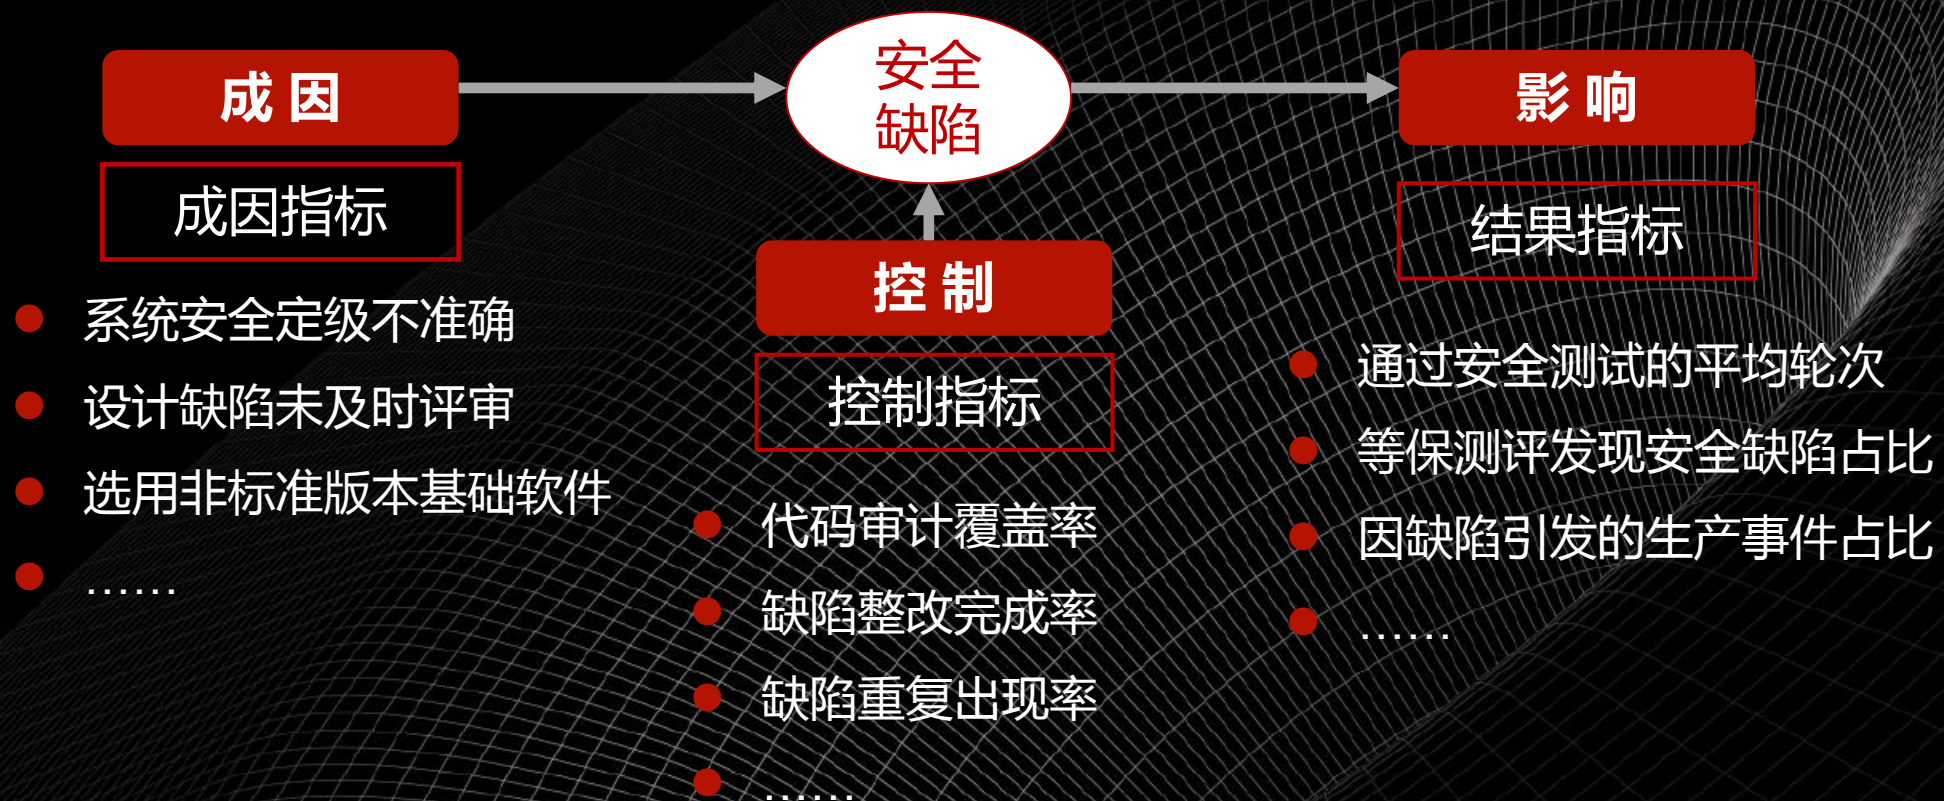 成 因
安全
缺陷
影 响
成因指标
控 制
控制指标
结果指标
系统安全定级不准确
设计缺陷未及时评审
选用非标准版本基础软件
……
代码审计覆盖率
缺陷整改完成率
缺陷重复出现率
……
通过安全测试的平均轮次
等保测评发现安全缺陷占比
因缺陷引发的生产事件占比
……